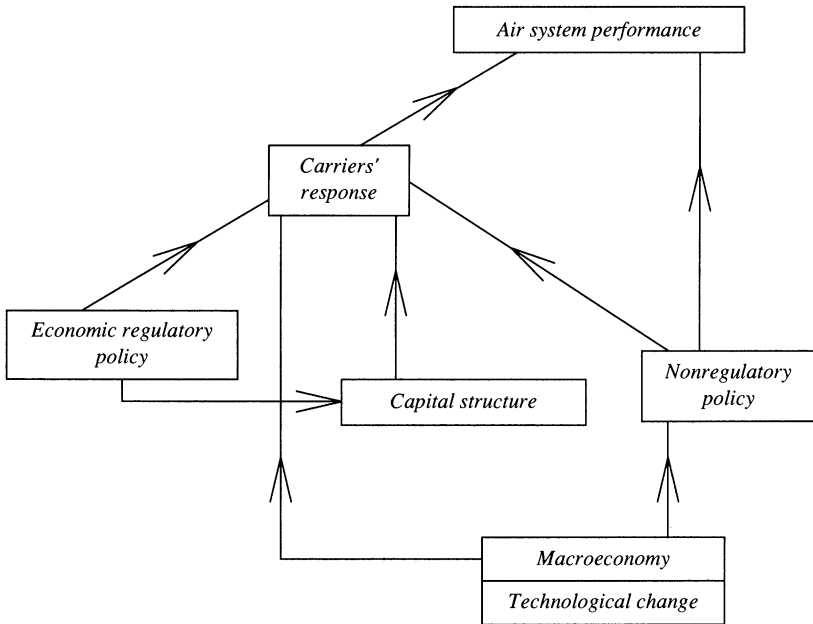 Air system performance
Carriers'
response
Economic regulatory
policy
Capital structure
Nonregulatory
policy
Macroeconomy
Technological change